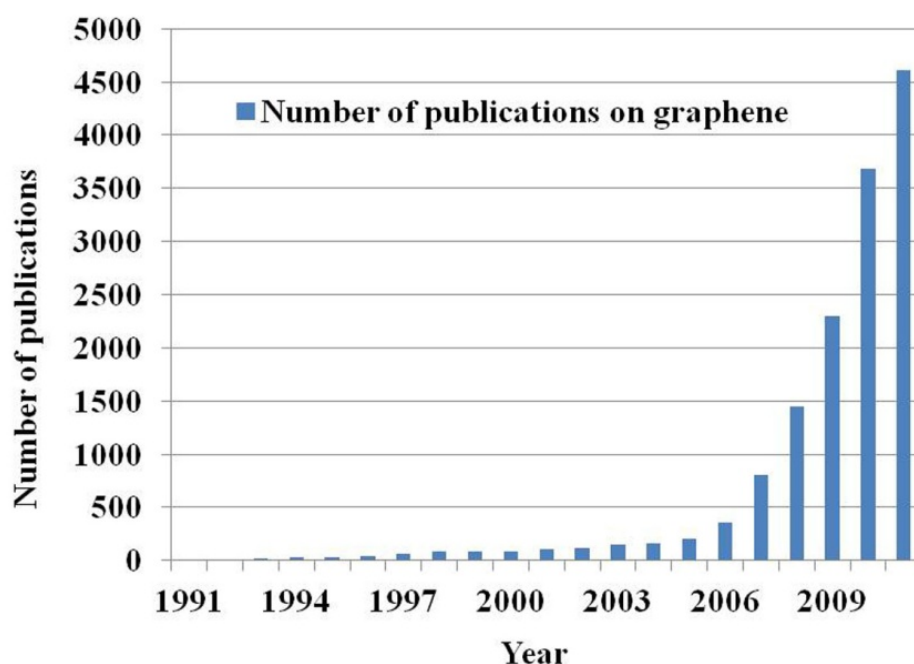 5000
4500
4000
3500
3000
2500
2000
1500
1000
500
0
Number of publications
Number of publications on graphene
1991 1994 1997 2000 2003 2006 2009
Year